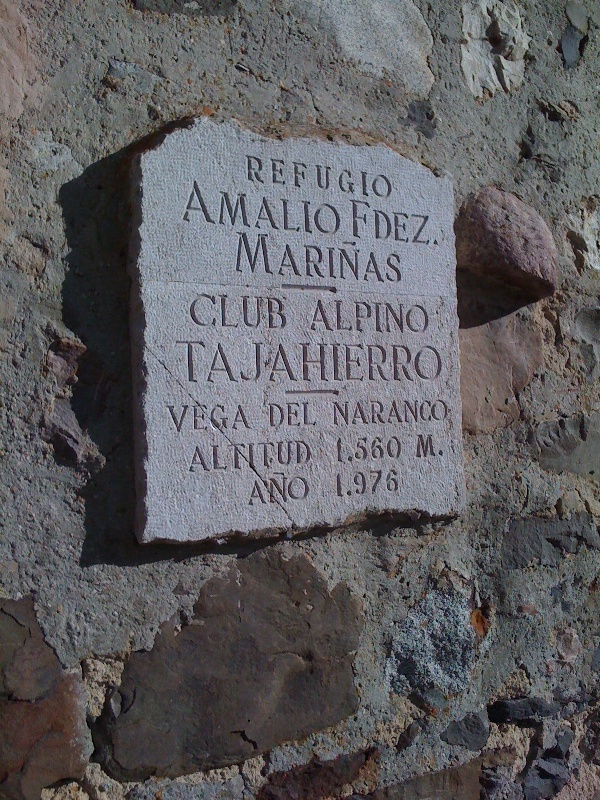 REFUGIO
AMALIO FDEZ.
MARIÑAS
CLUB ALPINO
TAJAHIERRO
VEGA DEL NARANCO
ALTITUD 1.560 M.
AÑO 1.976